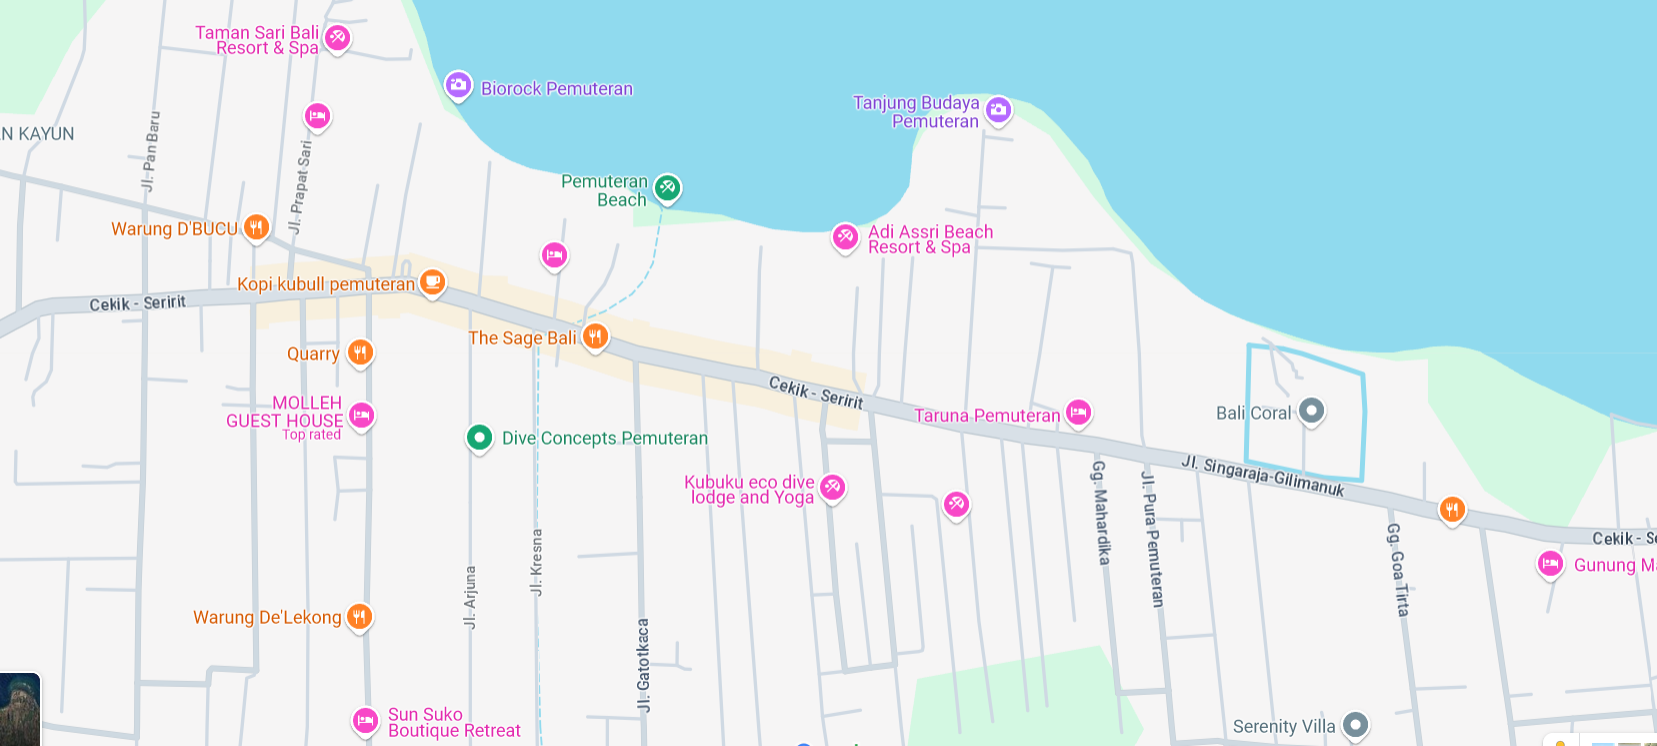 Taman Sari Bali
Resort & Spa
Biorock Pemuteran
Tanjung Budaya
Pemuteran
N KAYUN
Jl. Pan Baru
Jl. Prapat Sari
Pemuteran
Beach
Warung D'BUCU
Adi Assri Beach
Resort & Spa
Kopi kubull pemuteran
Cekik - Seririt
The Sage Bali
Quarry
Cekik - Seririt
MOLLEH
GUEST HOUSE
Top rated
Taruna Pemuteran
Bali Coral
Dive Concepts Pemuteran
Jl. Singaraja-Gilimanuk
Kubuku eco dive
lodge and Yoga
Gg. Mahardika
Jl. Pura Pemuteran
Gg. Goa Tirta
Cekik - Se
Gunung M
Jl. Arjuna
Jl. Kresna
Warung De'Lekong
Jl. Gatotkaca
Sun Suko
Boutique Retreat
Serenity Villa